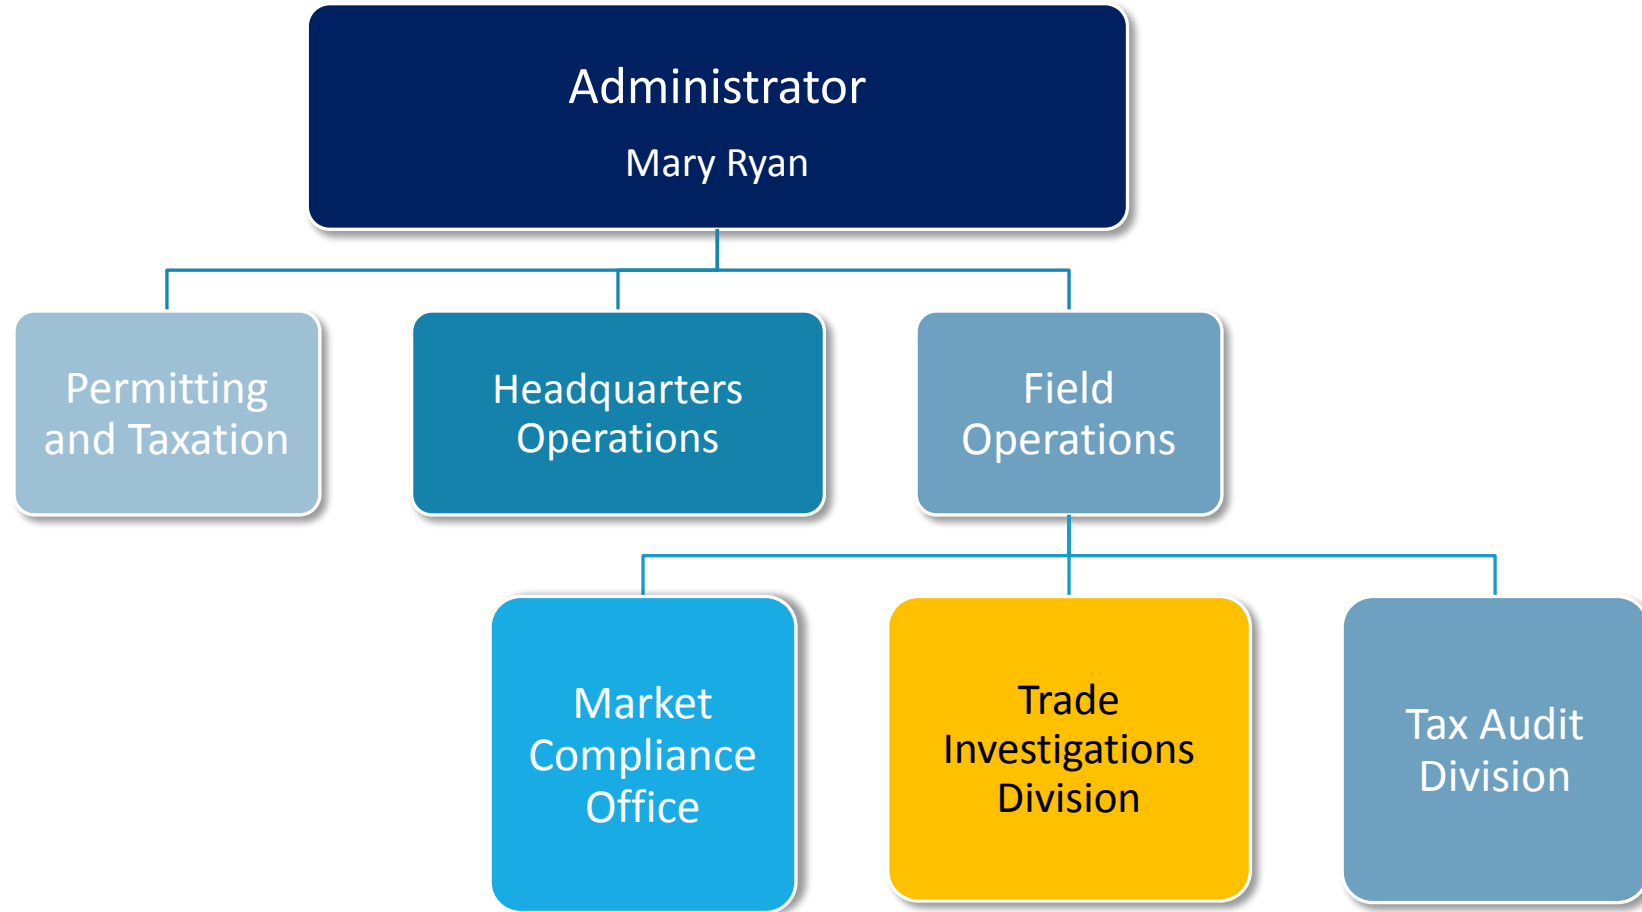 Administrator
Mary Ryan
Permitting
and Taxation
Headquarters
Operations
Field
Operations
Market
Compliance
Office
Trade
Investigations
Division
Tax Audit
Division